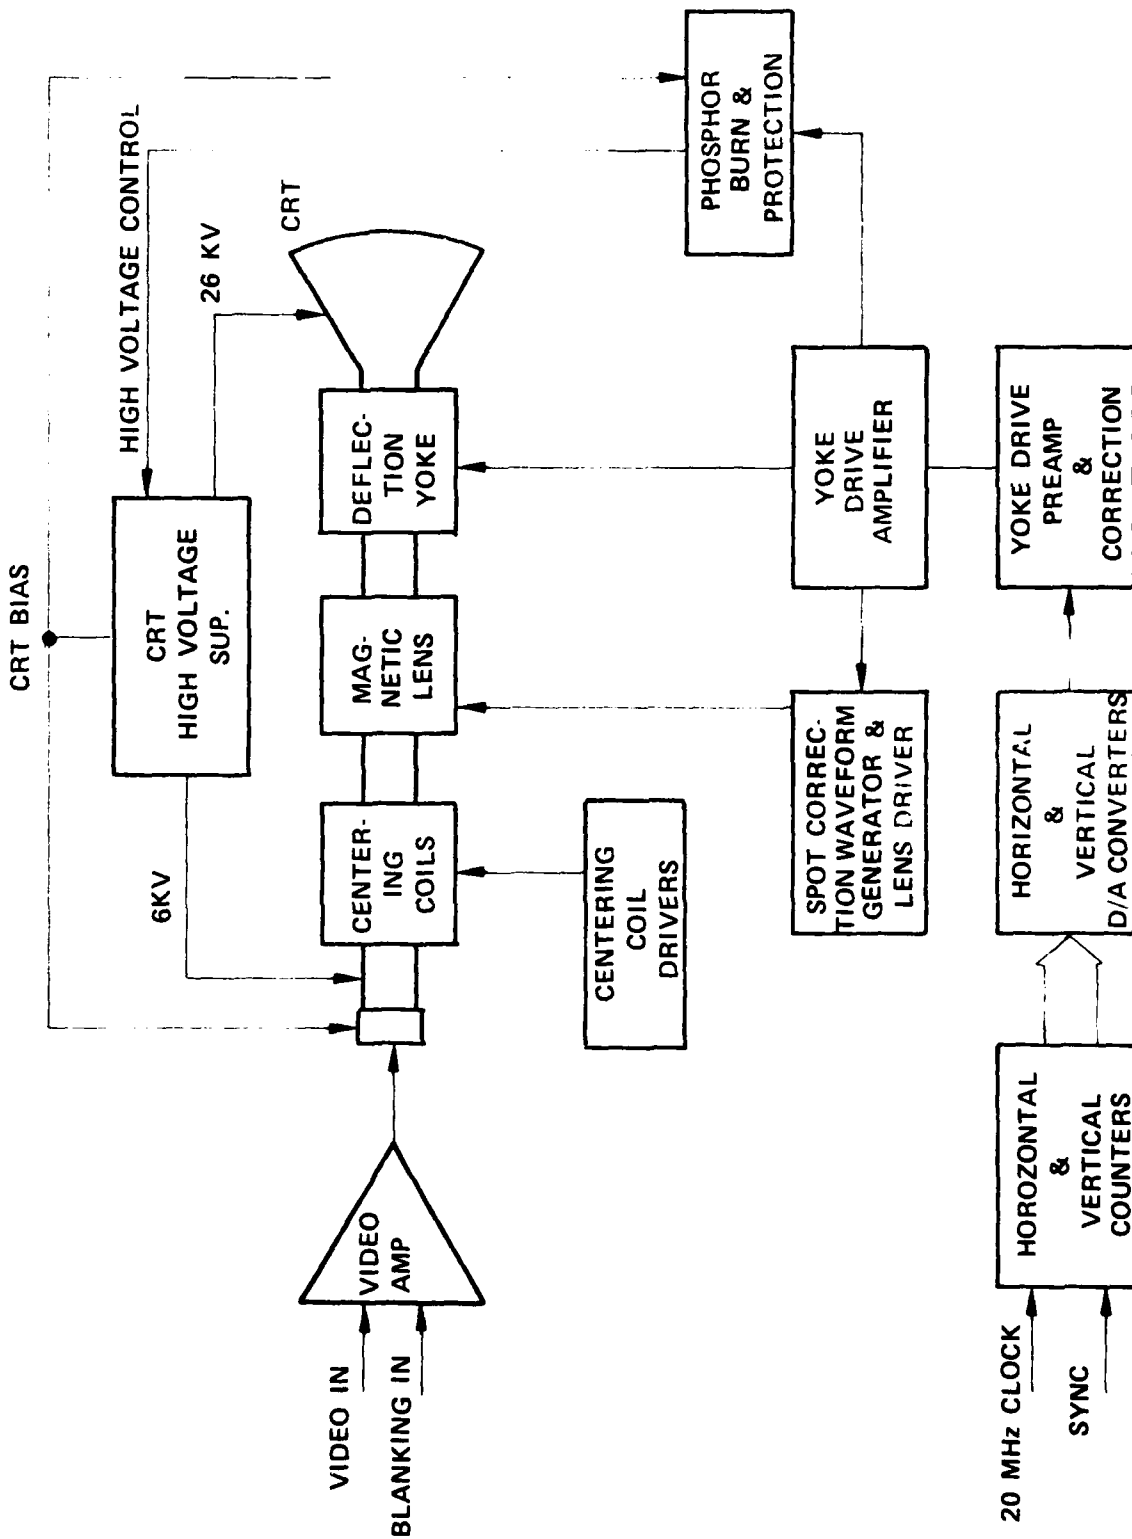 CRT BIAS
HIGH VOLTAGE CONTROL
CRT
HIGH VOLTAGE
SUP.
6KV
26 KV
CRT
VIDEO IN
BLANKING IN
VIDEO
AMP
CENTER-
ING
COILS
MAG-
NETIC
LENS
DEFLEC-
TION
YOKE
CENTERING
COIL
DRIVERS
PHOSPHOR
BURN &
PROTECTION
SPOT CORREC-
TION WAVEFORM
GENERATOR &
LENS DRIVER
YOKE
DRIVE
AMPLIFIER
20 MHz CLOCK
SYNC
HOROZONTAL
&
VERTICAL
COUNTERS
HORIZONTAL
&
VERTICAL
D/A CONVERTERS
YOKE DRIVE
PREAMP
&
CORRECTION